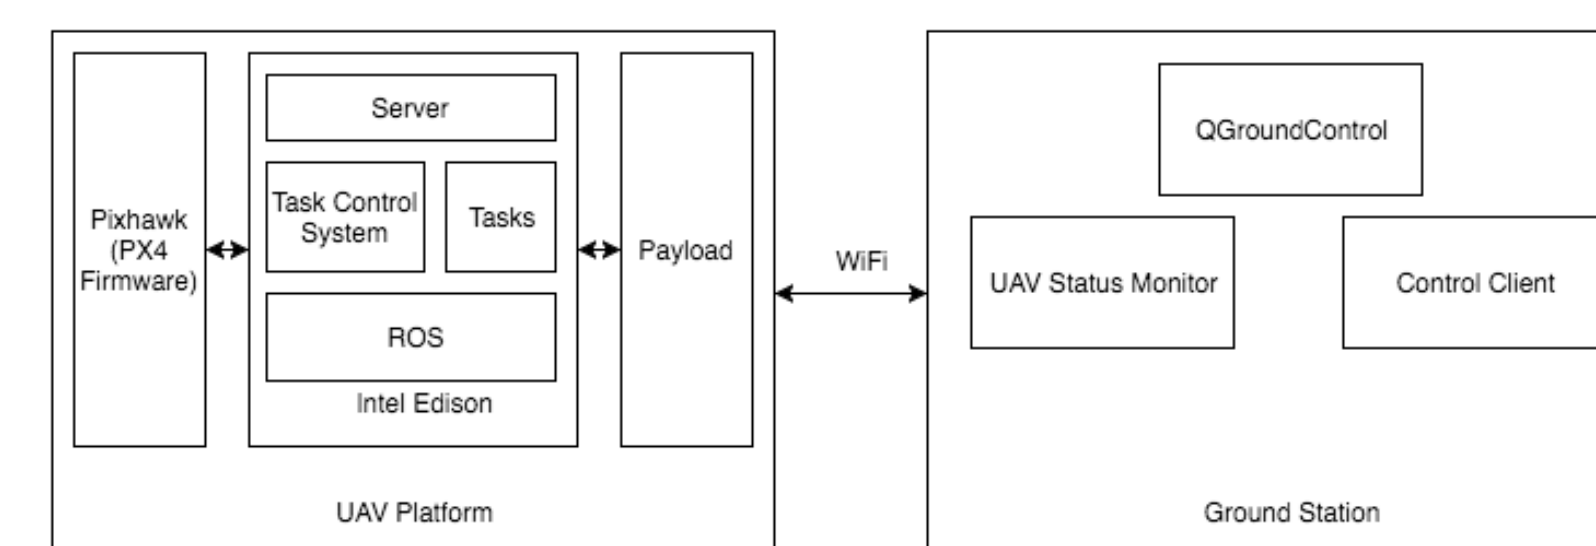 Server
Task Control
System
Tasks
Pixhawk
(PX4
Firmware)
Payload
ROS
Intel Edison
UAV Platform
WiFi
QGroundControl
UAV Status Monitor
Control Client
Ground Station